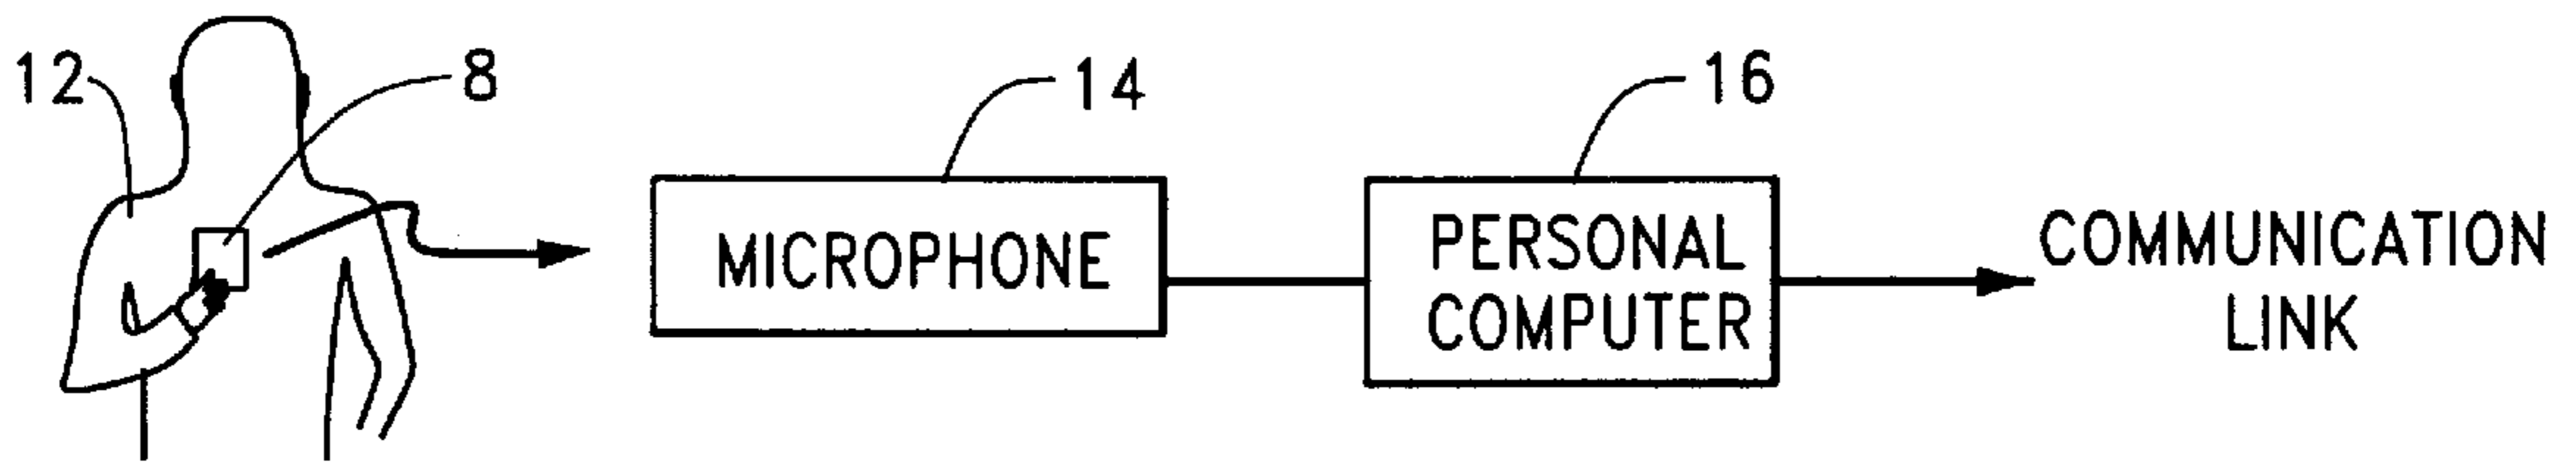 12
8
14
16
MICROPHONE
PERSONAL
COMPUTER
COMMUNICATION
LINK